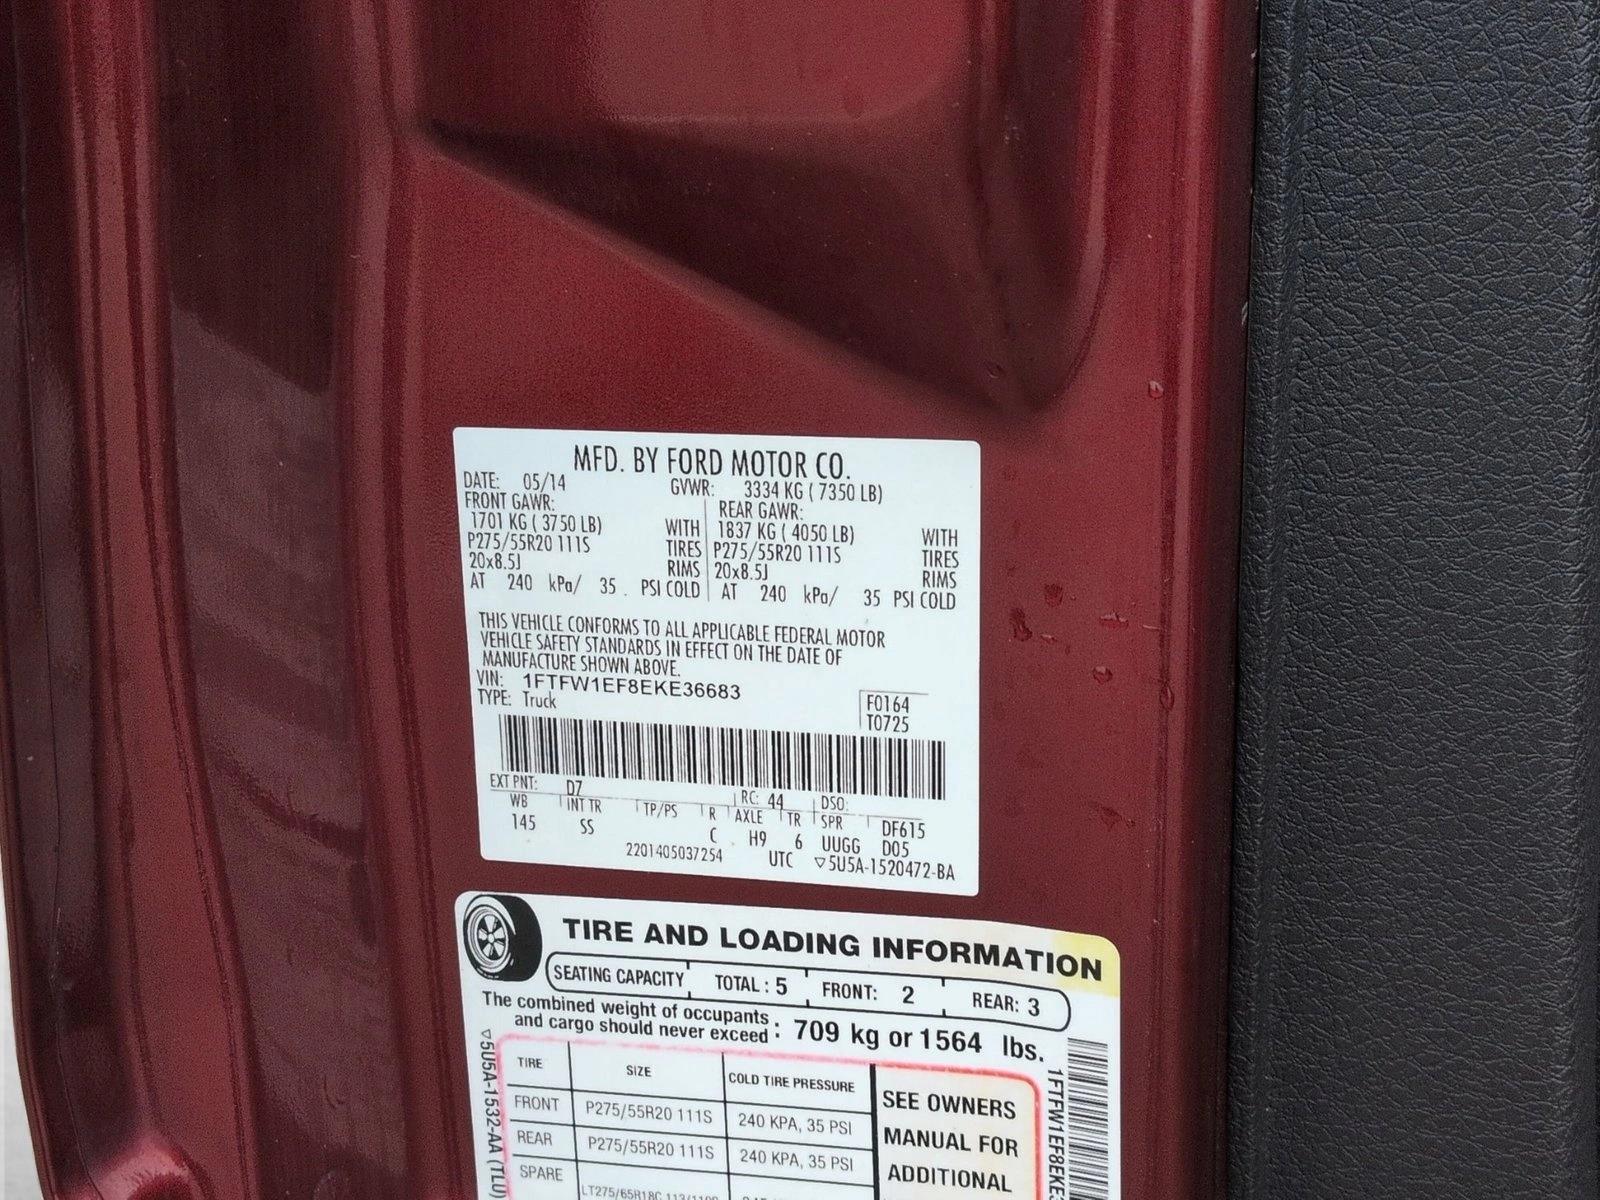 MFD. BY FORD MOTOR CO.
DATE: 05/14 GVWR: 3334 KG ( 7350 LB)
FRONT GAWR: REAR GAWR:
1701 KG ( 3750 LB) WITH 1837 KG ( 4050 LB) WITH
P275/55R20 111S TIRES P275/55R20 111S TIRES
20x8.5J RIMS 20x8.5J RIMS
AT 240 kPa/ 35 PSI COLD AT 240 kPa/ 35 PSI COLD
THIS VEHICLE CONFORMS TO ALL APPLICABLE FEDERAL MOTOR
VEHICLE SAFETY STANDARDS IN EFFECT ON THE DATE OF
MANUFACTURE SHOWN ABOVE.
VIN: 1FTFW1EF8EKE36683
TYPE: Truck
F0164
T0725
EXT PNT: D7 RC: 44 DSO:
WB INT TR TP/PS R AXLE TR SPR DF615
145 SS C H9 6 UUGG D05
2201405037254 UTC ▽5U5A-1520472-BA
TIRE AND LOADING INFORMATION
SEATING CAPACITY TOTAL : 5 FRONT: 2 REAR: 3
The combined weight of occupants
and cargo should never exceed : 709 kg or 1564 lbs.
TIRE SIZE COLD TIRE PRESSURE
FRONT P275/55R20 111S 240 KPA, 35 PSI
REAR P275/55R20 111S 240 KPA, 35 PSI
SPARE
SEE OWNERS
MANUAL FOR
ADDITIONAL
▽5U5A-1532-AA (TLU)
1FTFW1EF8EKE